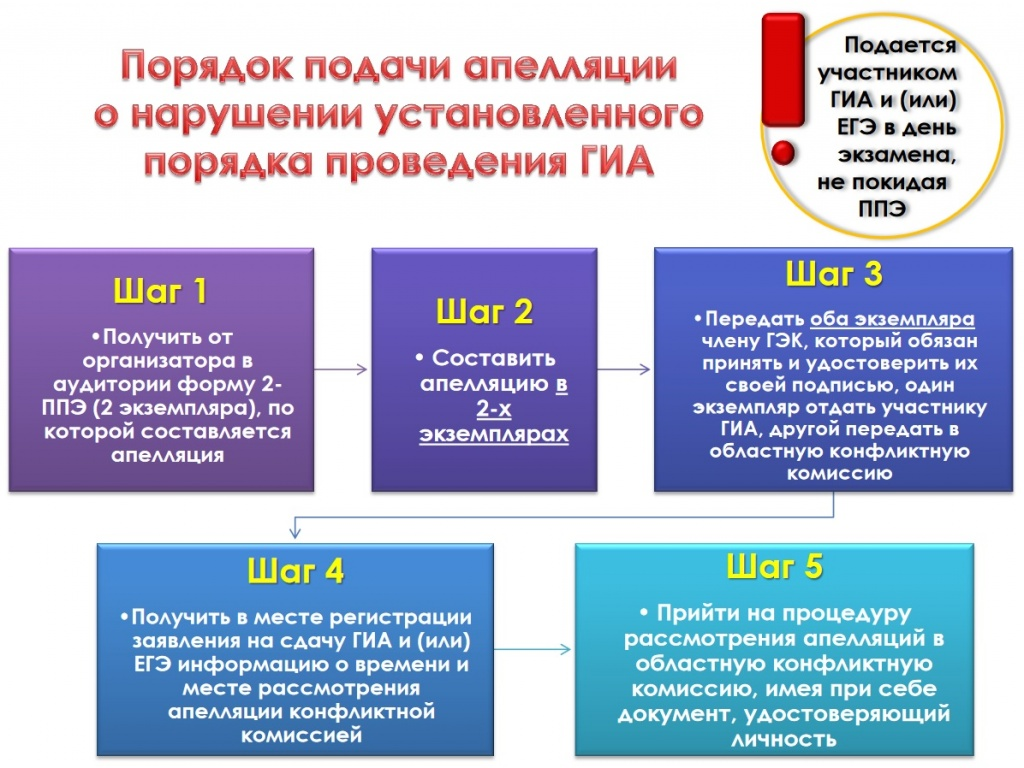 Порядок подачи апелляции
о нарушении установленного
порядка проведения ГИА
Подается
участником
ГИА и (или)
ЕГЭ в день
экзамена,
не покидая
ППЭ
Шаг 1
•Получить от
организатора в
аудитории форму 2-
ППЭ (2 экземпляра), по
которой составляется
апелляция
Шаг 2
• Составить
апелляцию в
2-х
экземплярах
Шаг 3
•Передать оба экземпляра
члену ГЭК, который обязан
принять и удостоверить их
своей подписью, один
экземпляр отдать участнику
ГИА, другой передать в
областную конфликтную
комиссию
Шаг 4
•Получить в месте регистрации
заявления на сдачу ГИА и (или)
ЕГЭ информацию о времени и
месте рассмотрения
апелляции конфликтной
комиссией
Шаг 5
• Прийти на процедуру
рассмотрения апелляций в
областную конфликтную
комиссию, имея при себе
документ, удостоверяющий
личность